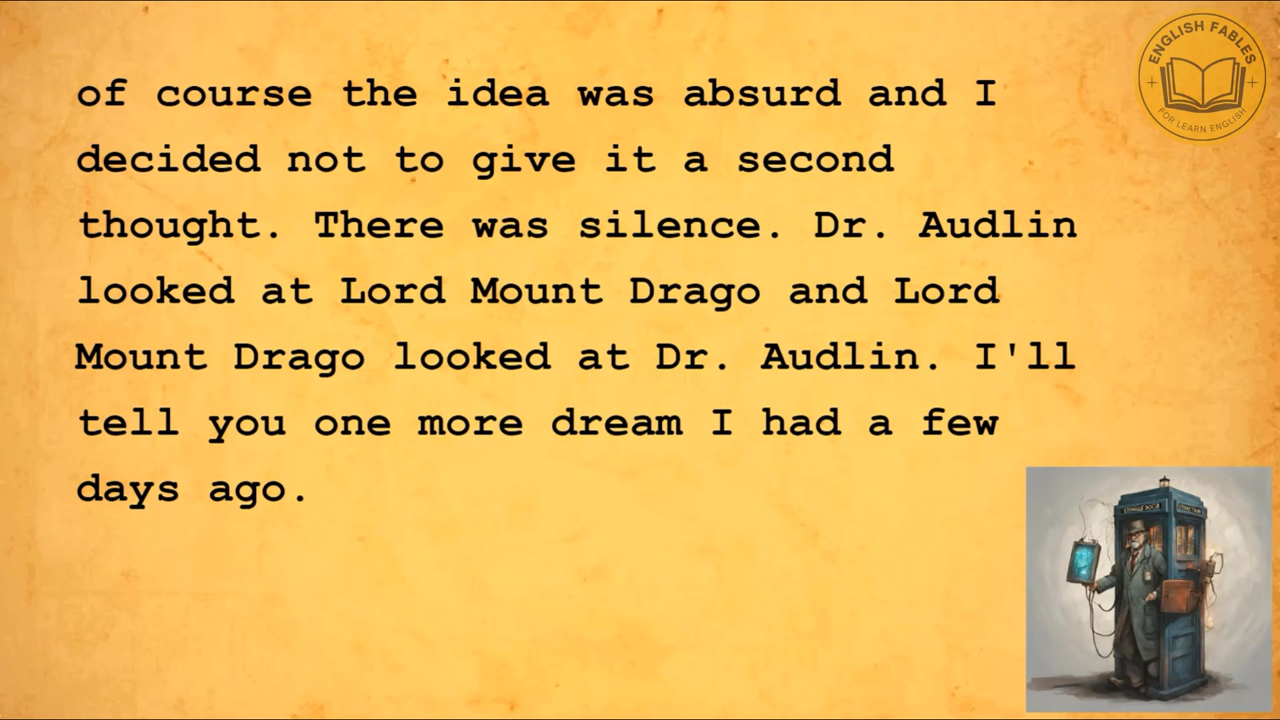 of course the idea was absurd and I
decided not to give it a second
thought. There was silence. Dr. Audlin
looked at Lord Mount Drago and Lord
Mount Drago looked at Dr. Audlin. I'll
tell you one more dream I had a few
days ago.
ENGLISH FABLES
FOR LEARN ENGLISH